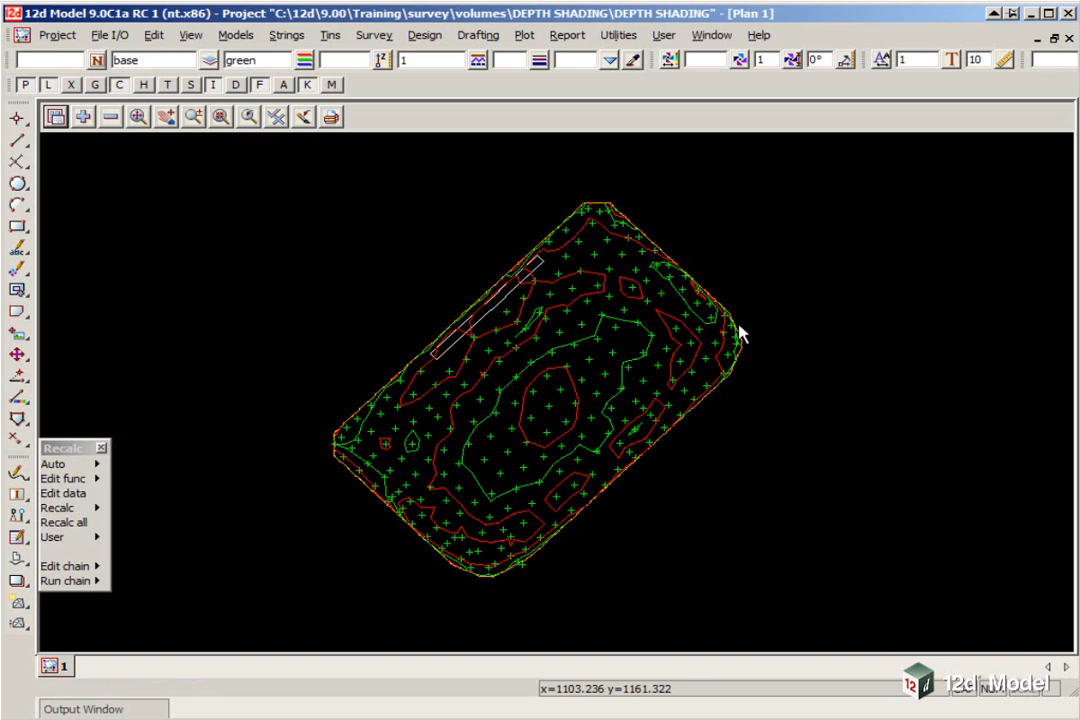 12d Model 9.0C1a RC 1 (nt.x86) - Project "C:\12d\9.00\Training\survey\volumes\DEPTH SHADING\DEPTH SHADING" - [Plan 1]
Project File I/O Edit View Models Strings Tins Survey Design Drafting Plot Report Utilities User Window Help
N base green 1 1 0° 1 T 10
P L X G C H T S I D F A K M
Recalc
Auto
Edit func
Edit data
Recalc
Recalc all
User
Edit chain
Run chain
1
x=1103.236 y=1161.322
12d Model
Output Window